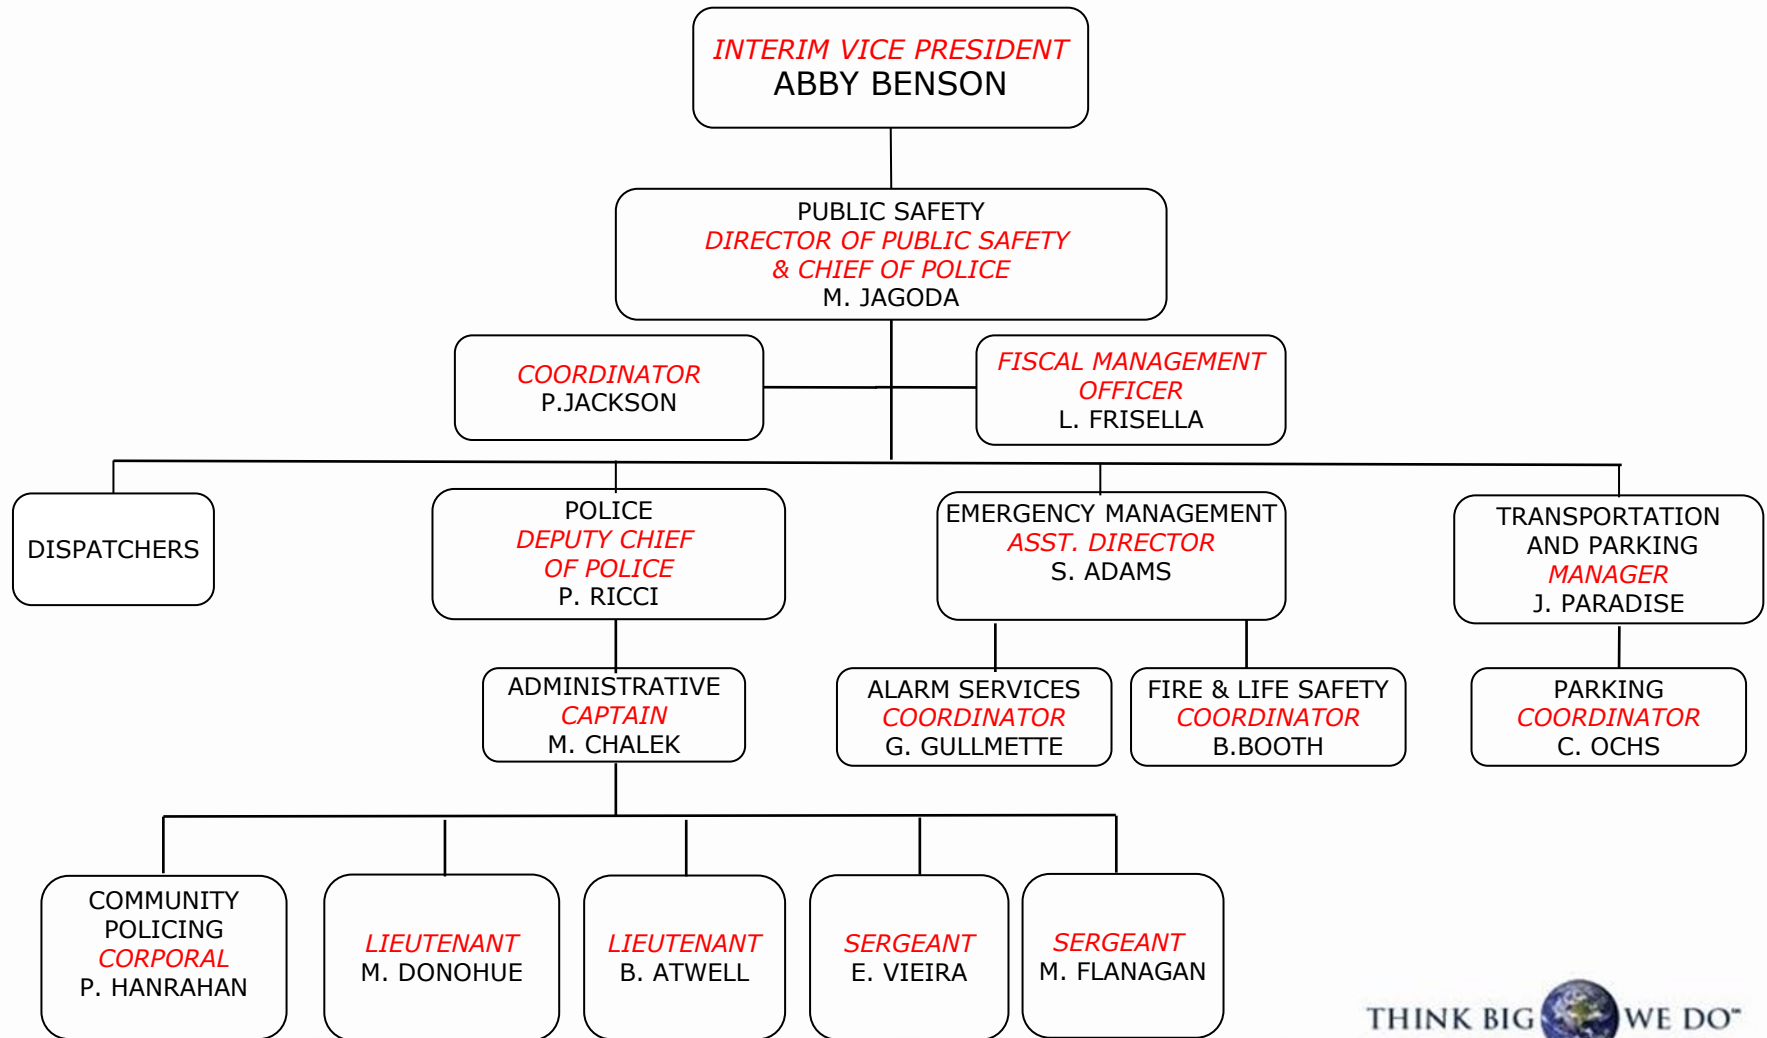 INTERIM VICE PRESIDENT
ABBY BENSON
PUBLIC SAFETY
DIRECTOR OF PUBLIC SAFETY
& CHIEF OF POLICE
M. JAGODA
COORDINATOR
P.JACKSON
FISCAL MANAGEMENT
OFFICER
L. FRISELLA
DISPATCHERS
POLICE
DEPUTY CHIEF
OF POLICE
P. RICCI
EMERGENCY MANAGEMENT
ASST. DIRECTOR
S. ADAMS
TRANSPORTATION
AND PARKING
MANAGER
J. PARADISE
ADMINISTRATIVE
CAPTAIN
M. CHALEK
ALARM SERVICES
COORDINATOR
G. GULLMETTE
FIRE & LIFE SAFETY
COORDINATOR
B.BOOTH
PARKING
COORDINATOR
C. OCHS
COMMUNITY
POLICING
CORPORAL
P. HANRAHAN
LIEUTENANT
M. DONOHUE
LIEUTENANT
B. ATWELL
SERGEANT
E. VIEIRA
SERGEANT
M. FLANAGAN
THINK BIG WE DO℠